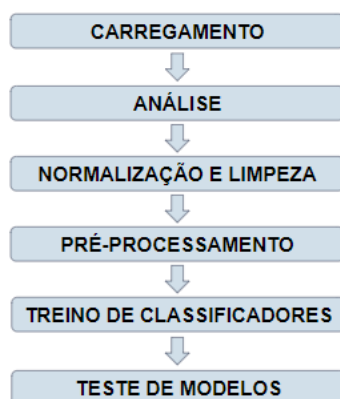 CARREGAMENTO
ANÁLISE
NORMALIZAÇÃO E LIMPEZA
PRÉ-PROCESSAMENTO
TREINO DE CLASSIFICADORES
TESTE DE MODELOS